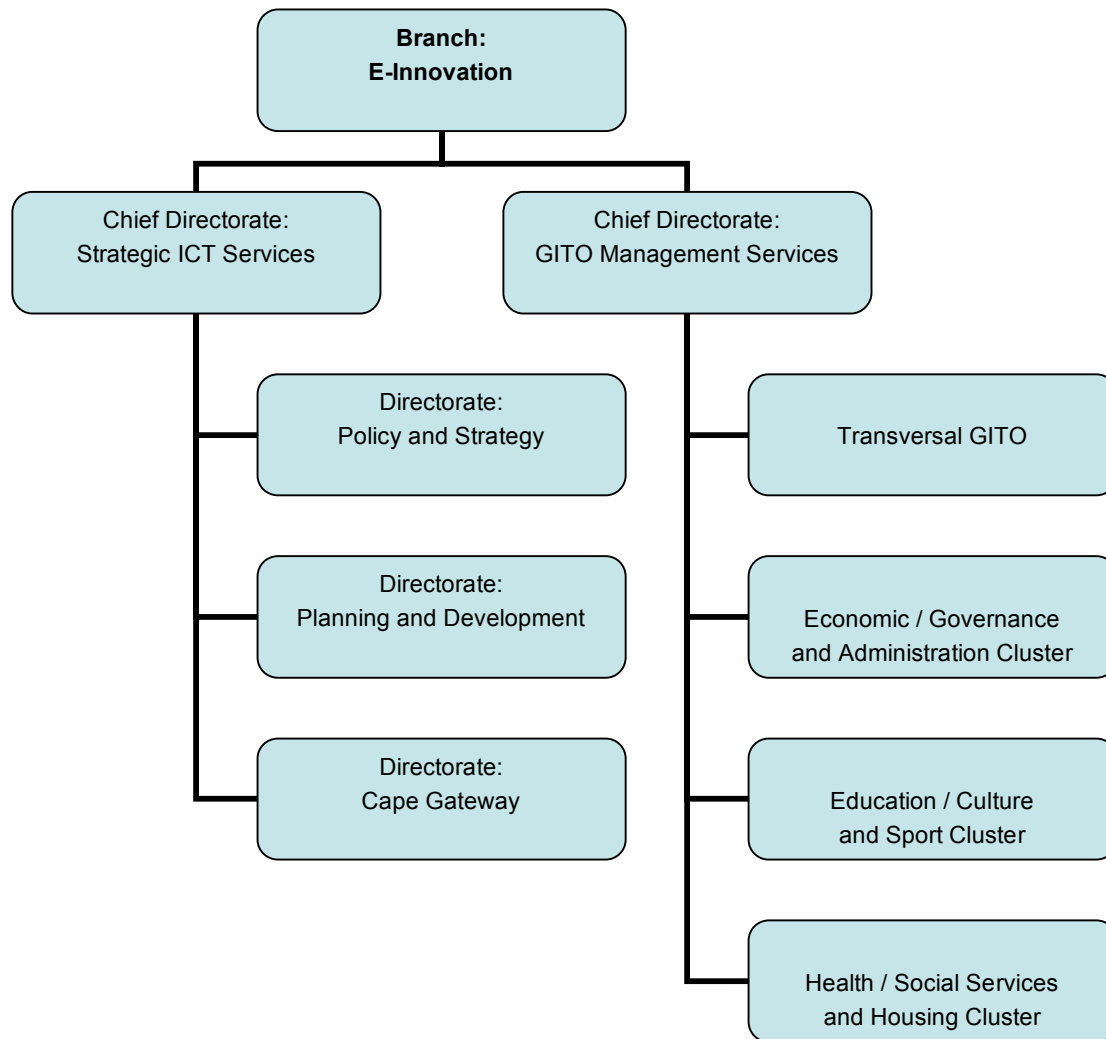 Branch:
E-Innovation
Chief Directorate:
Strategic ICT Services
Chief Directorate:
GITO Management Services
Directorate:
Policy and Strategy
Transversal GITO
Directorate:
Planning and Development
Economic / Governance
and Administration Cluster
Directorate:
Cape Gateway
Education / Culture
and Sport Cluster
Health / Social Services
and Housing Cluster